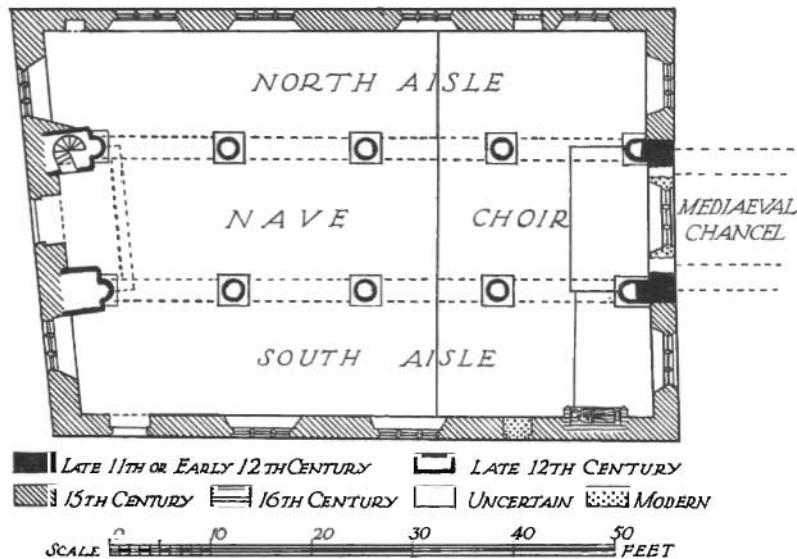 NORTH AISLE
NAVE
CHOIR
MEDIAEVAL
CHANCEL
SOUTH AISLE
LATE 11TH OR EARLY 12TH CENTURY
LATE 12TH CENTURY
15TH CENTURY
16TH CENTURY
UNCERTAIN
MODERN
0 10 20 30 40 50
SCALE
FEET